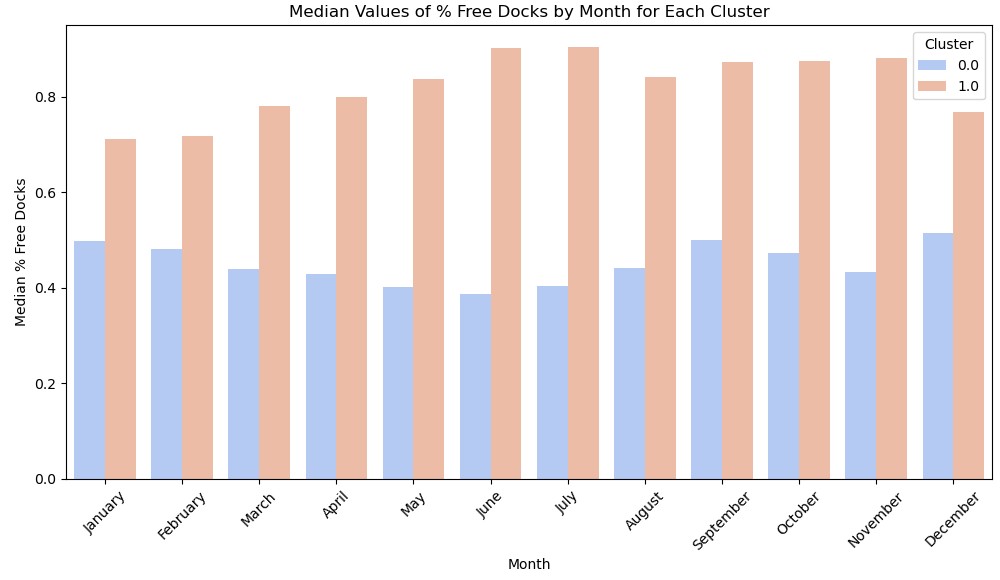 Median Values of % Free Docks by Month for Each Cluster
Cluster
0.0
1.0
Median % Free Docks
0.8
0.6
0.4
0.2
0.0
January
February
March
April
May
June
July
August
September
October
November
December
Month